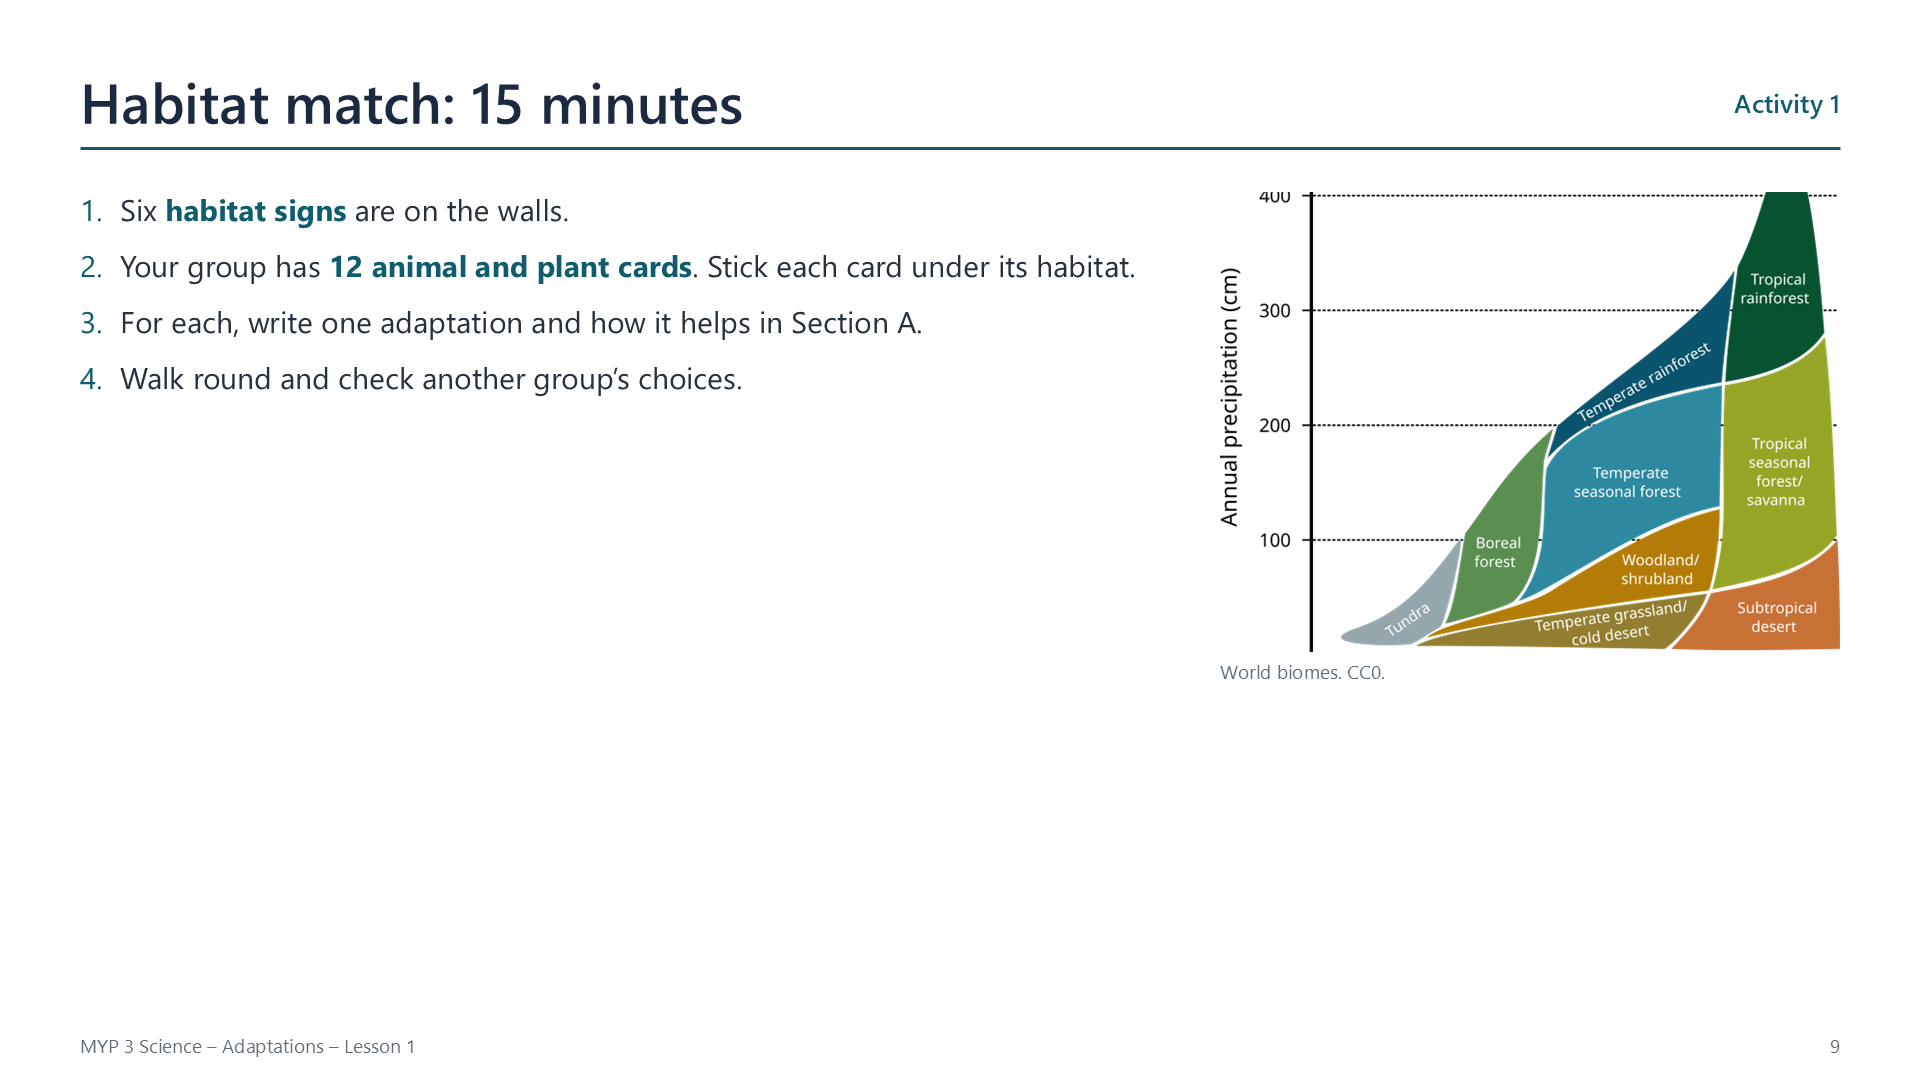 Habitat match: 15 minutes
Activity 1
1. Six habitat signs are on the walls.
2. Your group has 12 animal and plant cards. Stick each card under its habitat.
3. For each, write one adaptation and how it helps in Section A.
4. Walk round and check another group’s choices.
Annual precipitation (cm)
400
300
200
100
Tropical
rainforest
Temperate rainforest
Tropical
seasonal
forest/
savanna
Temperate
seasonal forest
Boreal
forest
Woodland/
shrubland
Tundra
Temperate grassland/
cold desert
Subtropical
desert
World biomes. CC0.
MYP 3 Science – Adaptations – Lesson 1
9